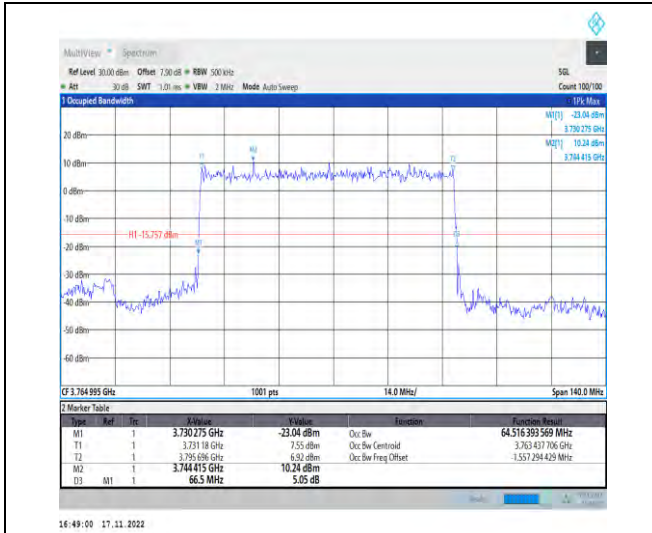 MultiView Spectrum
Ref Level 30.00 dBm Offset 7.90 dB RBW 500 kHz SGL
Att 30 dB SWT 1.01 ms VBW 2 MHz Mode Auto Sweep Count 100/100
1 Occupied Bandwidth 1Pk Max
M1[1] -23.04 dBm
3.730 275 GHz
M2[1] 10.24 dBm
3.744 415 GHz
20 dBm
M2
T1
T2
10 dBm
0 dBm
-10 dBm
H1 -15.757 dBm
D3
M1
-20 dBm
-30 dBm
-40 dBm
-50 dBm
-60 dBm
CF 3.764 995 GHz 1001 pts 14.0 MHz/ Span 140.0 MHz
2 Marker Table
Type Ref Trc X-Value Y-Value Function Function Result
M1 1 3.730 275 GHz -23.04 dBm Occ Bw 64.516 393 569 MHz
T1 1 3.731 18 GHz 7.55 dBm Occ Bw Centroid 3.763 437 706 GHz
T2 1 3.795 696 GHz 6.92 dBm Occ Bw Freq Offset -1.557 294 429 MHz
M2 1 3.744 415 GHz 10.24 dBm
D3 M1 1 66.5 MHz 5.05 dB
16:49:00 17.11.2022